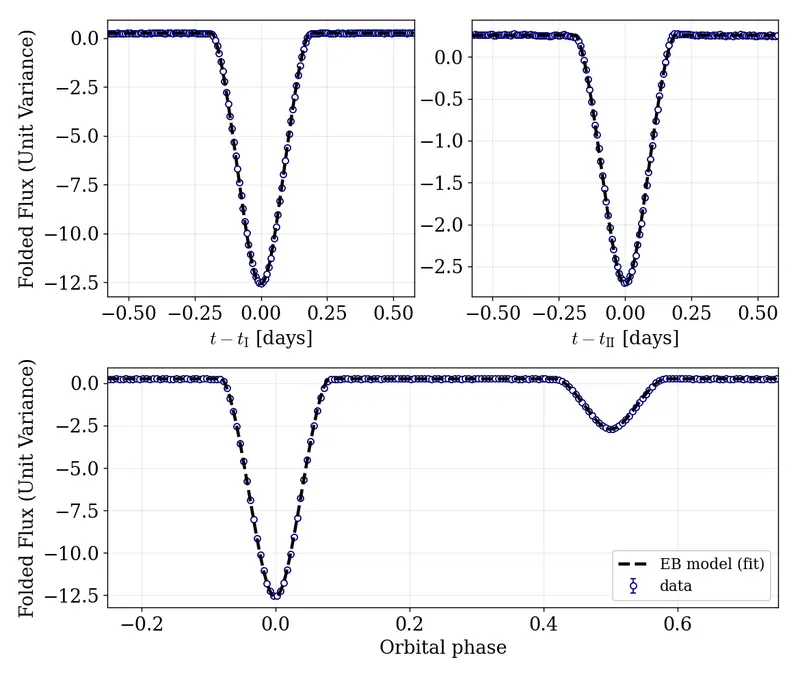 Folded Flux (Unit Variance)
0.0
−2.5
−5.0
−7.5
−10.0
−12.5
−0.50 −0.25 0.00 0.25 0.50
t − tI [days]
0.0
−0.5
−1.0
−1.5
−2.0
−2.5
−0.50 −0.25 0.00 0.25 0.50
t − tII [days]
Folded Flux (Unit Variance)
0.0
−2.5
−5.0
−7.5
−10.0
−12.5
EB model (fit)
data
−0.2 0.0 0.2 0.4 0.6
Orbital phase